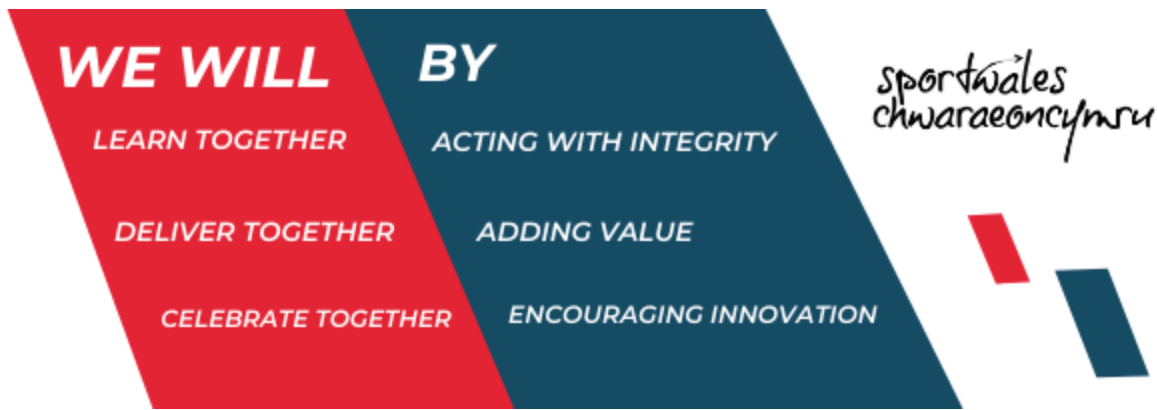 WE WILL
LEARN TOGETHER
DELIVER TOGETHER
CELEBRATE TOGETHER
BY
ACTING WITH INTEGRITY
ADDING VALUE
ENCOURAGING INNOVATION
sportwales
chwaraeoncymru